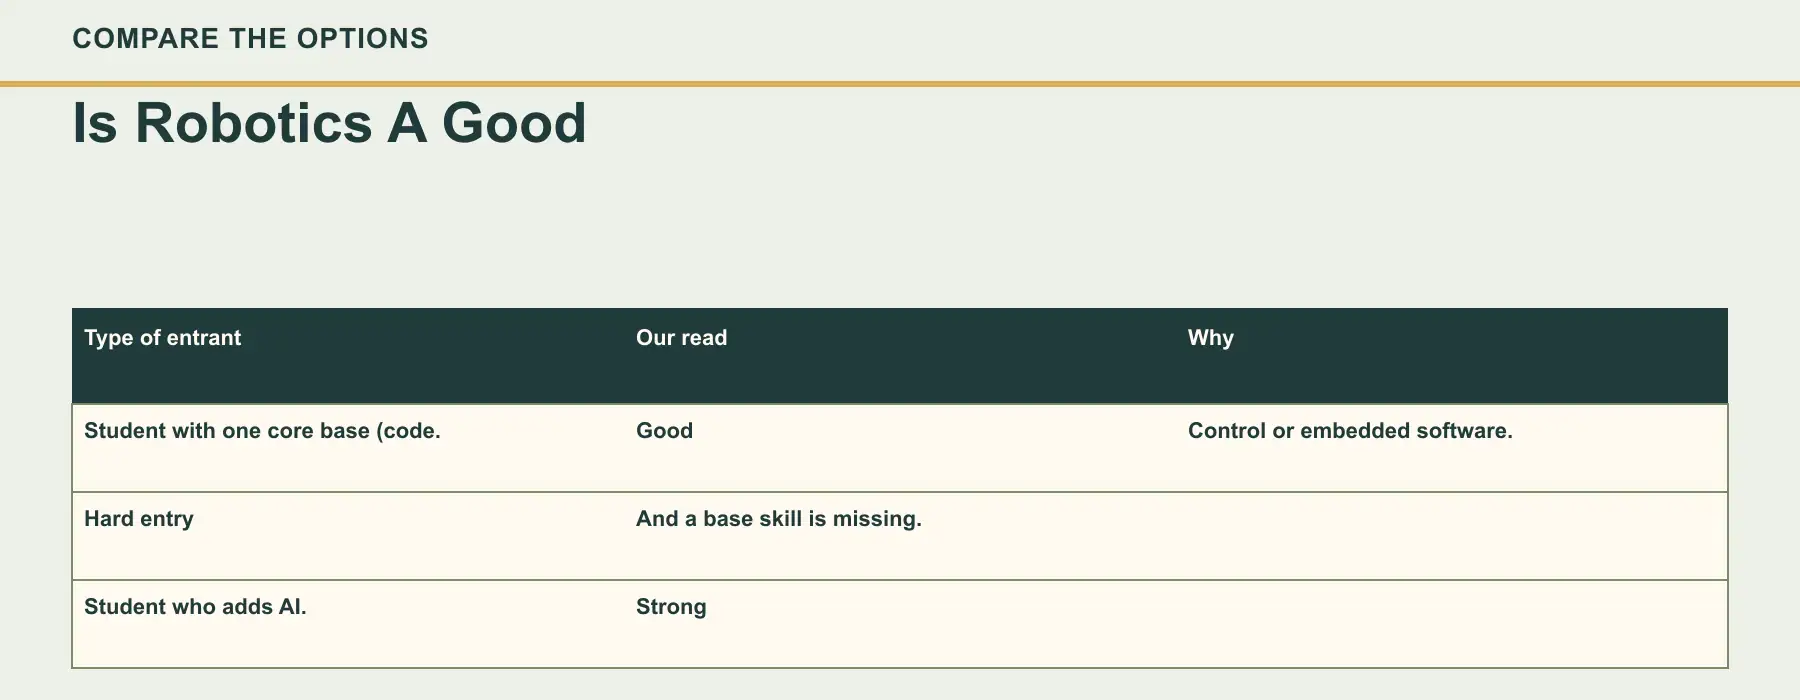 COMPARE THE OPTIONS
Is Robotics A Good
Type of entrant Our read Why
Student with one core base (code. Good Control or embedded software.
Hard entry And a base skill is missing.
Student who adds AI. Strong